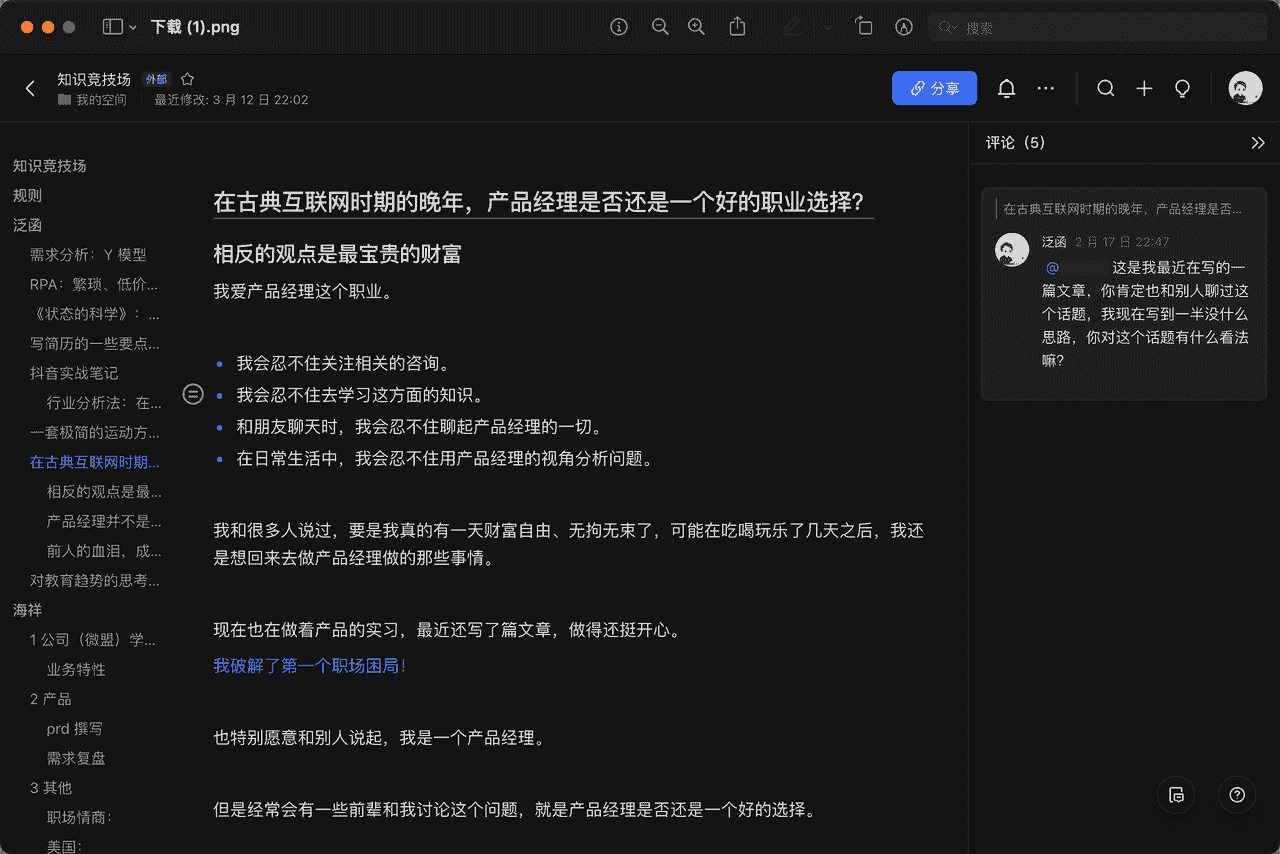 下载 (1).png
搜索
知识竞技场 外部
我的空间 最近修改: 3 月 12 日 22:02
分享
评论（5）
知识竞技场
规则
泛函
需求分析：Y 模型
RPA：繁琐、低价...
《状态的科学》：...
写简历的一些要点...
抖音实战笔记
行业分析法：在...
一套极简的运动方...
在古典互联网时期...
相反的观点是最...
产品经理并不是...
前人的血泪，成...
对教育趋势的思考...
海祥
1 公司（微盟）学...
业务特性
2 产品
prd 撰写
需求复盘
3 其他
职场情商：
美国：
在古典互联网时期的晚年，产品经理是否还是一个好的职业选择？
相反的观点是最宝贵的财富
我爱产品经理这个职业。
我会忍不住关注相关的咨询。
我会忍不住去学习这方面的知识。
和朋友聊天时，我会忍不住聊起产品经理的一切。
在日常生活中，我会忍不住用产品经理的视角分析问题。
我和很多人说过，要是我真的有一天财富自由、无拘无束了，可能在吃喝玩乐了几天之后，我还
是想回来去做产品经理做的那些事情。
现在也在做着产品的实习，最近还写了篇文章，做得还挺开心。
我破解了第一个职场困局！
也特别愿意和别人说起，我是一个产品经理。
但是经常会有一些前辈和我讨论这个问题，就是产品经理是否还是一个好的选择。
在古典互联网时期的晚年，产品经理是否...
泛函 2 月 17 日 22:47
@ 这是我最近在写的一
篇文章，你肯定也和别人聊过这
个话题，我现在写到一半没什么
思路，你对这个话题有什么看法
嘛？